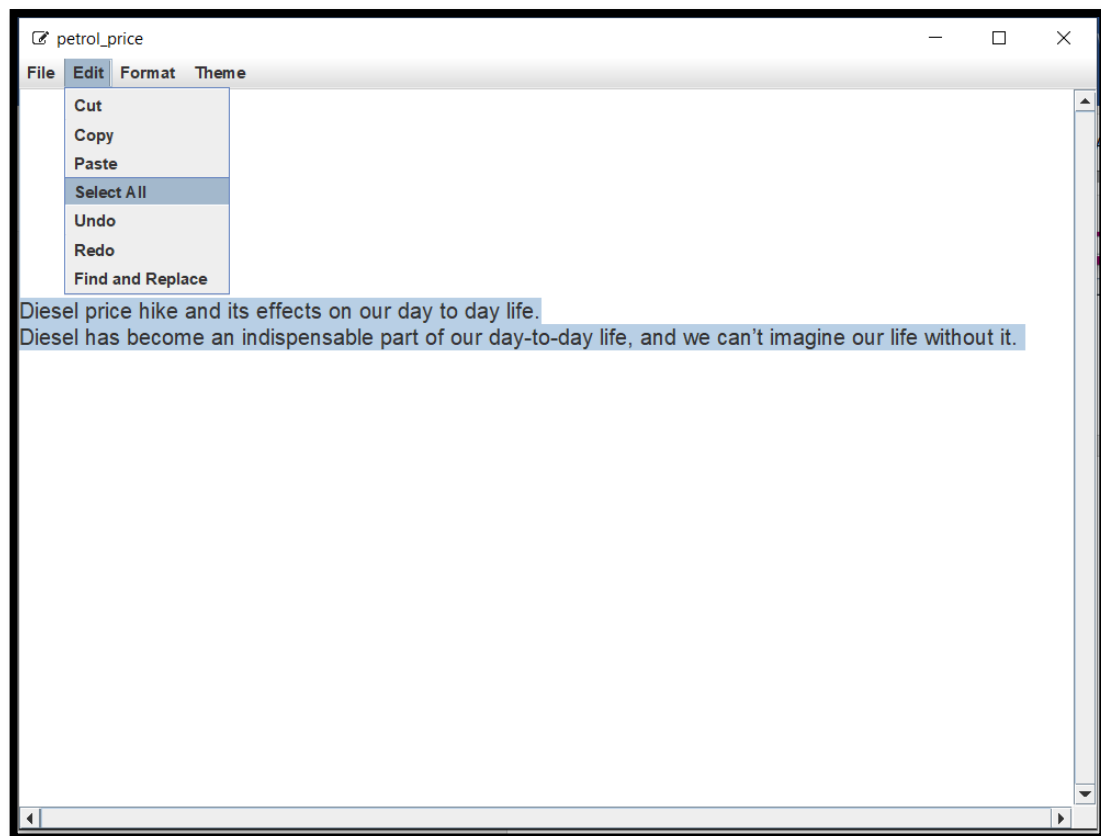 petrol_price
File Edit Format Theme
Cut
Copy
Paste
Select All
Undo
Redo
Find and Replace
Diesel price hike and its effects on our day to day life.
Diesel has become an indispensable part of our day-to-day life, and we can’t imagine our life without it.